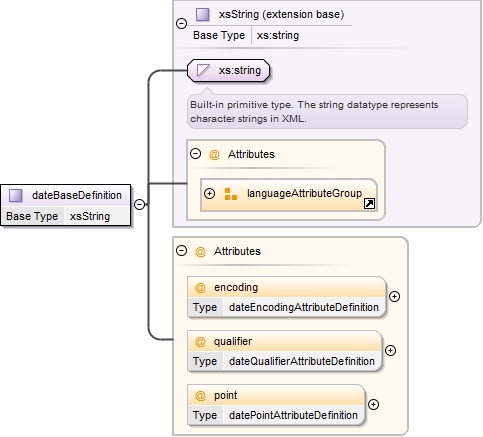 xsString (extension base)
Base Type xs:string
xs:string
Built-in primitive type. The string datatype represents
character strings in XML.
@ Attributes
languageAttributeGroup
dateBaseDefinition
Base Type xsString
@ Attributes
@ encoding
Type dateEncodingAttributeDefinition
@ qualifier
Type dateQualifierAttributeDefinition
@ point
Type datePointAttributeDefinition